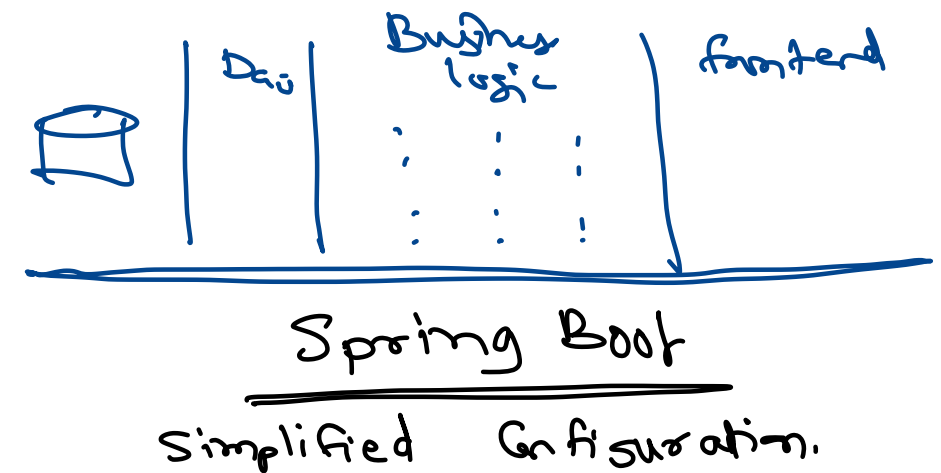 Business
Dao
logic
frontend
Spring Boot
Simplified Configuration.